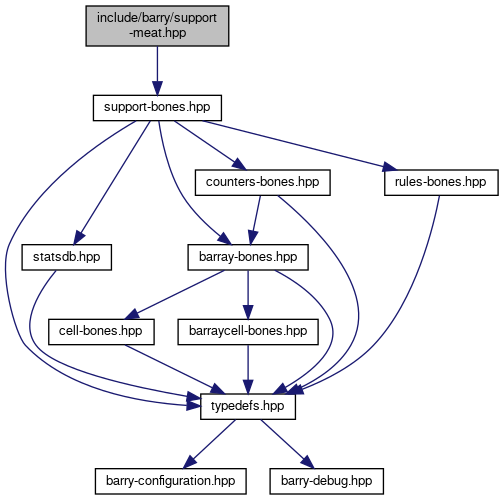 include/barry/support
-meat.hpp
support-bones.hpp
counters-bones.hpp
rules-bones.hpp
statsdb.hpp
barray-bones.hpp
cell-bones.hpp
barraycell-bones.hpp
typedefs.hpp
barry-configuration.hpp
barry-debug.hpp